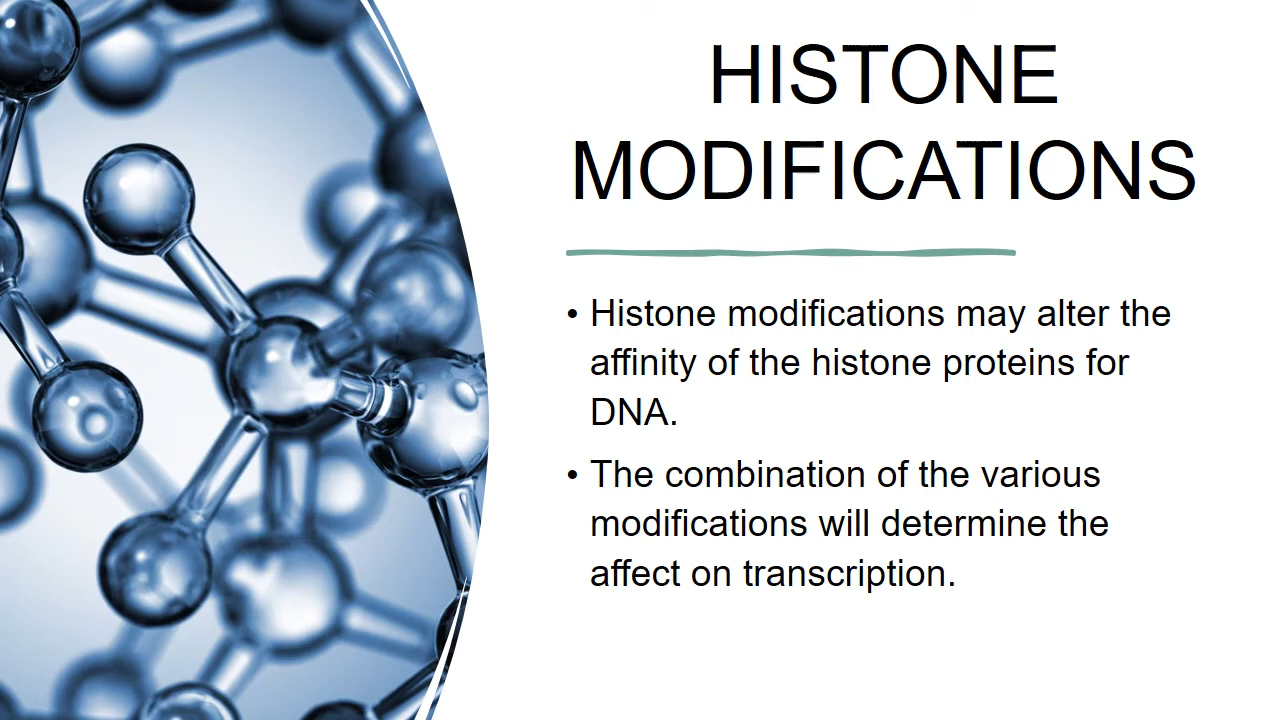 HISTONE
MODIFICATIONS
• Histone modifications may alter the
affinity of the histone proteins for
DNA.
• The combination of the various
modifications will determine the
affect on transcription.